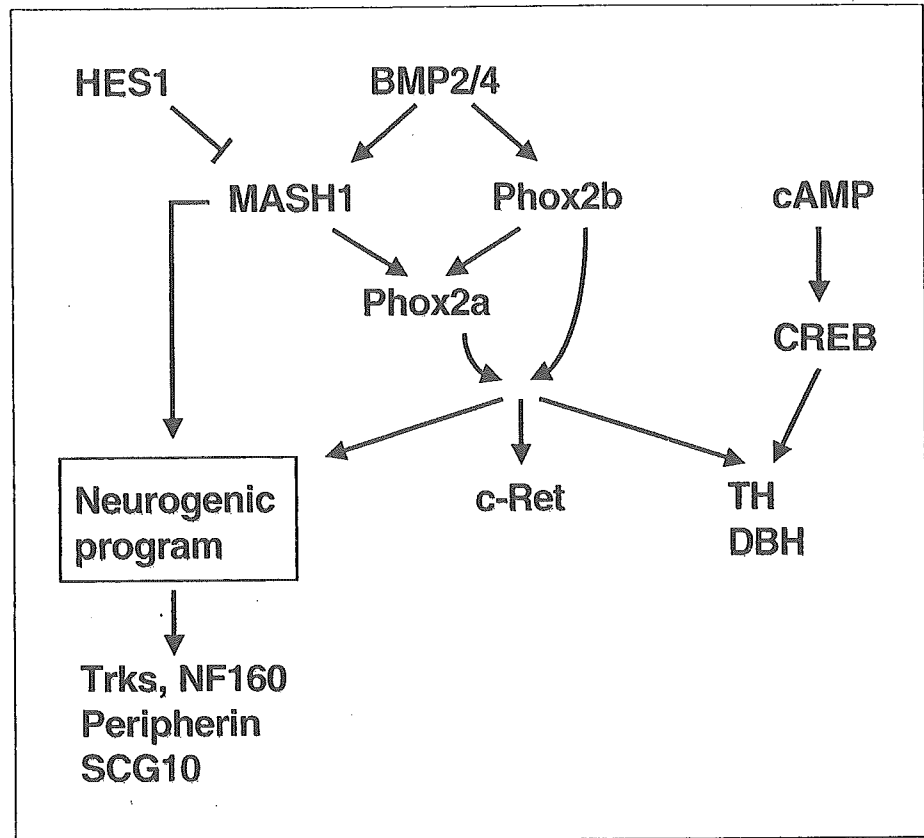 HES1
BMP2/4
MASH1
Phox2b
cAMP
Phox2a
CREB
Neurogenic
program
c-Ret
TH
DBH
Trks, NF160
Peripherin
SCG10